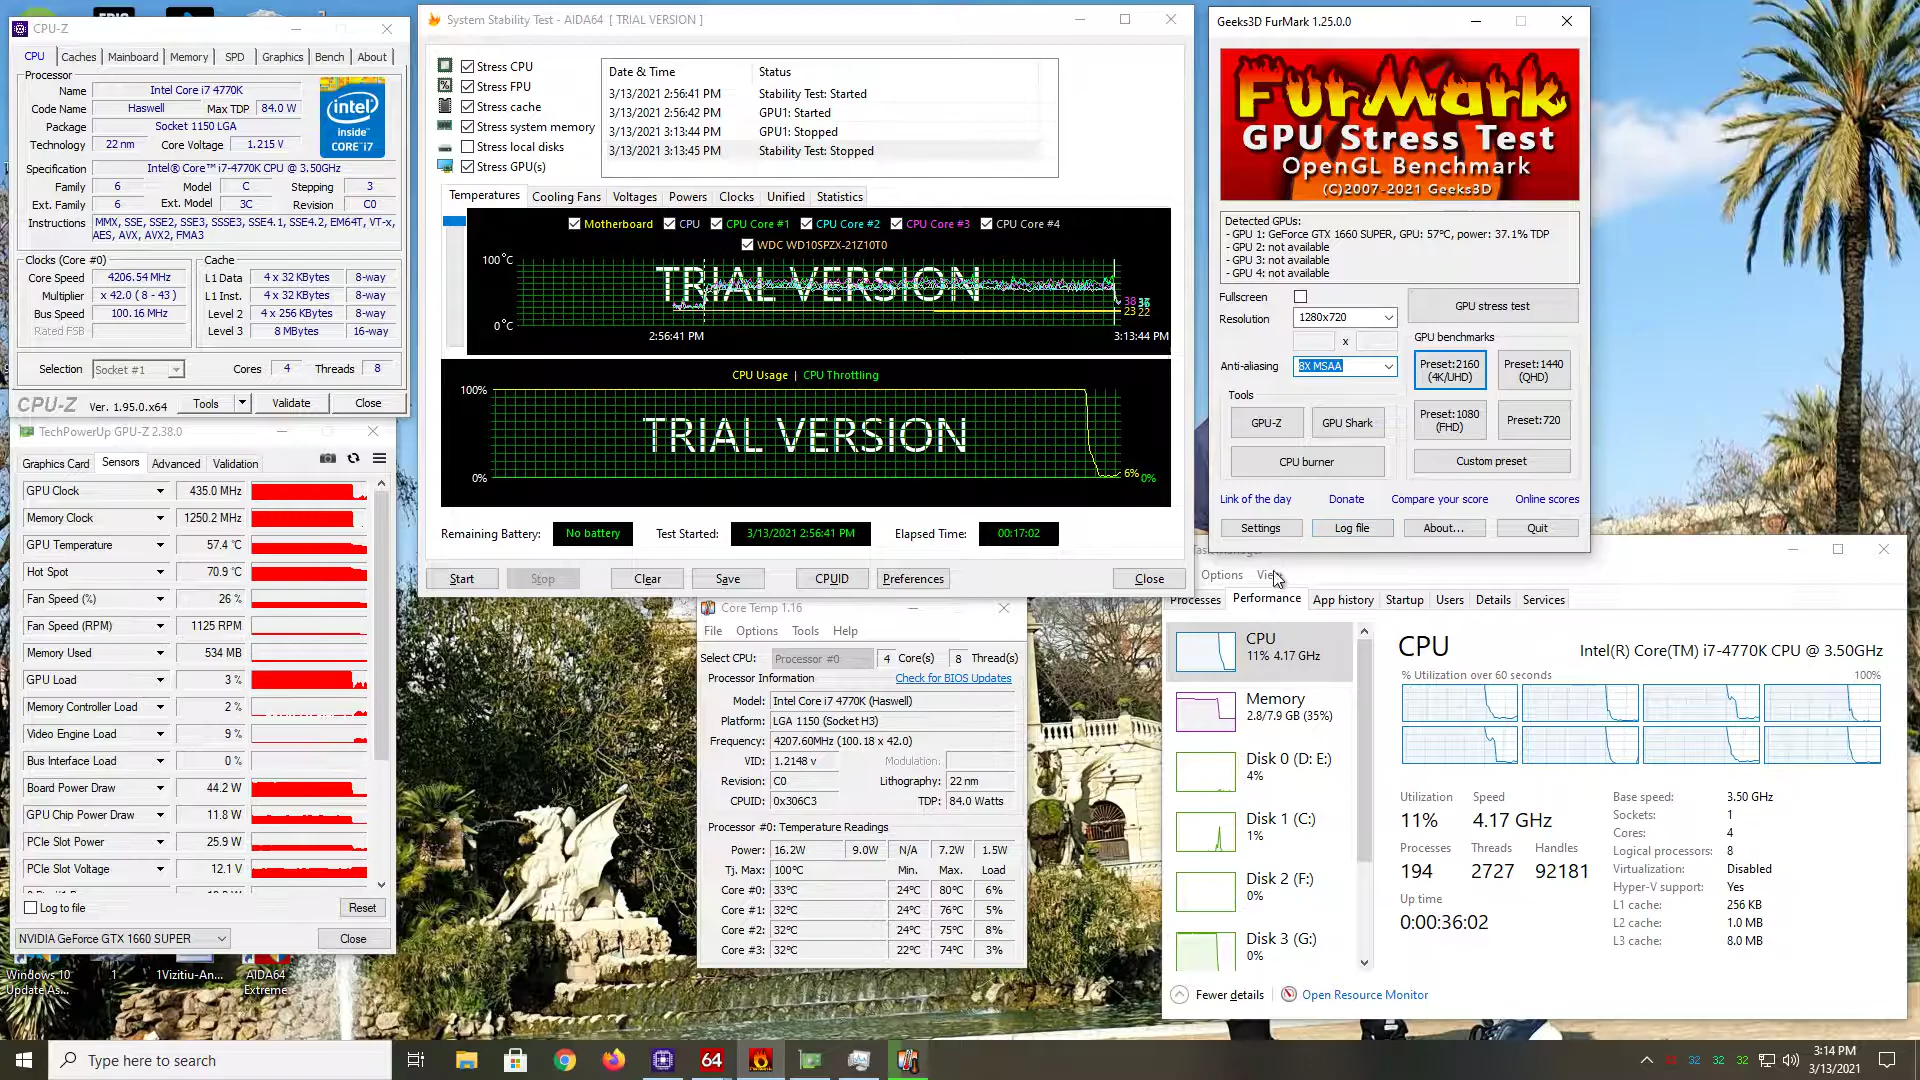 CPU-Z
CPU Caches Mainboard Memory SPD Graphics Bench About
Processor
Name Intel Core i7 4770K
Code Name Haswell Max TDP 84.0 W
Package Socket 1150 LGA
Technology 22 nm Core Voltage 1.215 V
intel inside CORE i7
Specification Intel® Core™ i7-4770K CPU @ 3.50GHz
Family 6 Model C Stepping 3
Ext. Family 6 Ext. Model 3C Revision C0
Instructions MMX, SSE, SSE2, SSE3, SSSE3, SSE4.1, SSE4.2, EM64T, VT-x,
AES, AVX, AVX2, FMA3
Clocks (Core #0)
Core Speed 4206.54 MHz
Multiplier x 42.0 ( 8 - 43 )
Bus Speed 100.16 MHz
Rated FSB
Cache
L1 Data 4 x 32 KBytes 8-way
L1 Inst. 4 x 32 KBytes 8-way
Level 2 4 x 256 KBytes 8-way
Level 3 8 MBytes 16-way
Selection Socket #1 Cores 4 Threads 8
CPU-Z Ver. 1.95.0.x64 Tools Validate Close
TechPowerUp GPU-Z 2.38.0
Graphics Card Sensors Advanced Validation
GPU Clock 435.0 MHz
Memory Clock 1250.2 MHz
GPU Temperature 57.4 °C
Hot Spot 70.9 °C
Fan Speed (%) 26 %
Fan Speed (RPM) 1125 RPM
Memory Used 534 MB
GPU Load 3 %
Memory Controller Load 2 %
Video Engine Load 9 %
Bus Interface Load 0 %
Board Power Draw 44.2 W
GPU Chip Power Draw 11.8 W
PCIe Slot Power 25.9 W
PCIe Slot Voltage 12.1 V
Log to file Reset
NVIDIA GeForce GTX 1660 SUPER Close
System Stability Test - AIDA64 [ TRIAL VERSION ]
Stress CPU
Stress FPU
Stress cache
Stress system memory
Stress local disks
Stress GPU(s)
Date & Time Status
3/13/2021 2:56:41 PM Stability Test: Started
3/13/2021 2:56:42 PM GPU1: Started
3/13/2021 3:13:44 PM GPU1: Stopped
3/13/2021 3:13:45 PM Stability Test: Stopped
Temperatures Cooling Fans Voltages Powers Clocks Unified Statistics
Motherboard CPU CPU Core #1 CPU Core #2 CPU Core #3 CPU Core #4
WDC WD10SPZX-21Z10T0
100°C
TRIAL VERSION
38
23 22
0°C
2:56:41 PM 3:13:44 PM
CPU Usage | CPU Throttling
100%
TRIAL VERSION
0% 6% 0%
Remaining Battery: No battery Test Started: 3/13/2021 2:56:41 PM Elapsed Time: 00:17:02
Start Stop Clear Save CPUID Preferences Close
Geeks3D FurMark 1.25.0.0
FurMark
GPU Stress Test
OpenGL Benchmark
(C)2007-2021 Geeks3D
Detected GPUs:
- GPU 1: GeForce GTX 1660 SUPER, GPU: 57°C, power: 37.1% TDP
- GPU 2: not available
- GPU 3: not available
- GPU 4: not available
Fullscreen
Resolution 1280x720
x
Anti-aliasing 8X MSAA
GPU stress test
GPU benchmarks
Preset:2160 (4K/UHD) Preset:1440 (QHD)
Preset:1080 (FHD) Preset:720
Custom preset
Tools
GPU-Z GPU Shark
CPU burner
Link of the day Donate Compare your score Online scores
Settings Log file About... Quit
Core Temp 1.16
File Options Tools Help
Select CPU: Processor #0 4 Core(s) 8 Thread(s)
Processor Information Check for BIOS Updates
Model: Intel Core i7 4770K (Haswell)
Platform: LGA 1150 (Socket H3)
Frequency: 4207.60MHz (100.18 x 42.0)
VID: 1.2148 v Modulation:
Revision: C0 Lithography: 22 nm
CPUID: 0x306C3 TDP: 84.0 Watts
Processor #0: Temperature Readings
Power: 16.2W 9.0W N/A 7.2W 1.5W
Tj. Max: 100°C Min. Max. Load
Core #0: 33°C 24°C 80°C 6%
Core #1: 32°C 24°C 76°C 5%
Core #2: 32°C 24°C 75°C 8%
Core #3: 32°C 22°C 74°C 3%
Options
Processes Performance App history Startup Users Details Services
CPU
11% 4.17 GHz
Memory
2.8/7.9 GB (35%)
Disk 0 (D: E:)
4%
Disk 1 (C:)
1%
Disk 2 (F:)
0%
Disk 3 (G:)
0%
CPU Intel(R) Core(TM) i7-4770K CPU @ 3.50GHz
% Utilization over 60 seconds 100%
Utilization Speed
11% 4.17 GHz
Processes Threads Handles
194 2727 92181
Up time
0:00:36:02
Base speed: 3.50 GHz
Sockets: 1
Cores: 4
Logical processors: 8
Virtualization: Disabled
Hyper-V support: Yes
L1 cache: 256 KB
L2 cache: 1.0 MB
L3 cache: 8.0 MB
Fewer details Open Resource Monitor
Windows 10 Update As... 1 1Vizitiu-An... AIDA64 Extreme
Type here to search
64
32 32 32
3:14 PM
3/13/2021